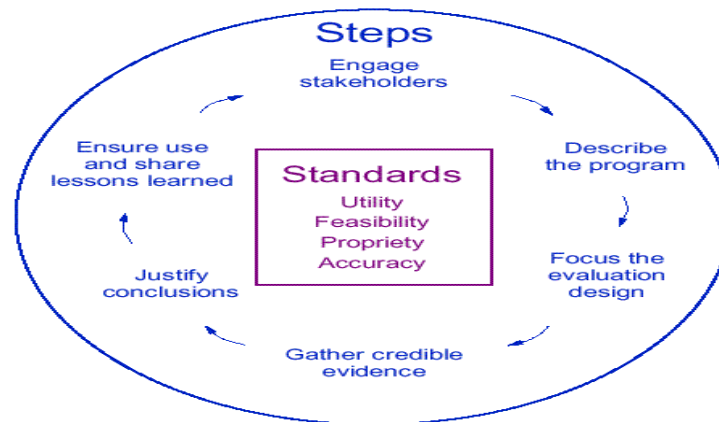 Steps
Engage
stakeholders
Describe
the program
Focus the
evaluation
design
Gather credible
evidence
Justify
conclusions
Ensure use
and share
lessons learned
Standards
Utility
Feasibility
Propriety
Accuracy